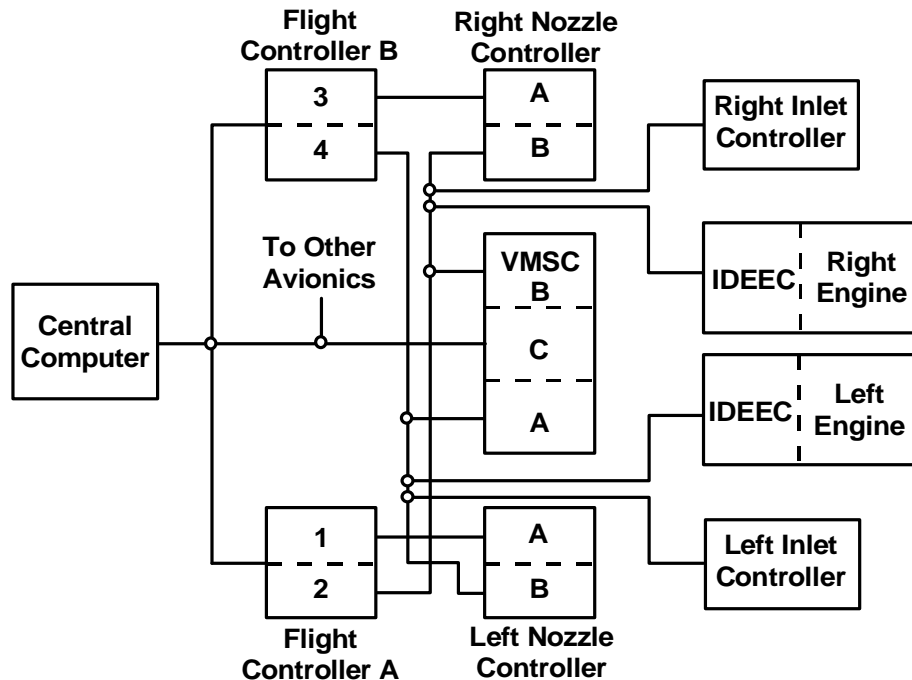 Flight
Controller B
3
4
Right Nozzle
Controller
A
B
Right Inlet
Controller
To Other
Avionics
VMSC
B
C
A
IDEEC
Right
Engine
Central
Computer
IDEEC
Left
Engine
1
2
Flight
Controller A
A
B
Left Nozzle
Controller
Left Inlet
Controller